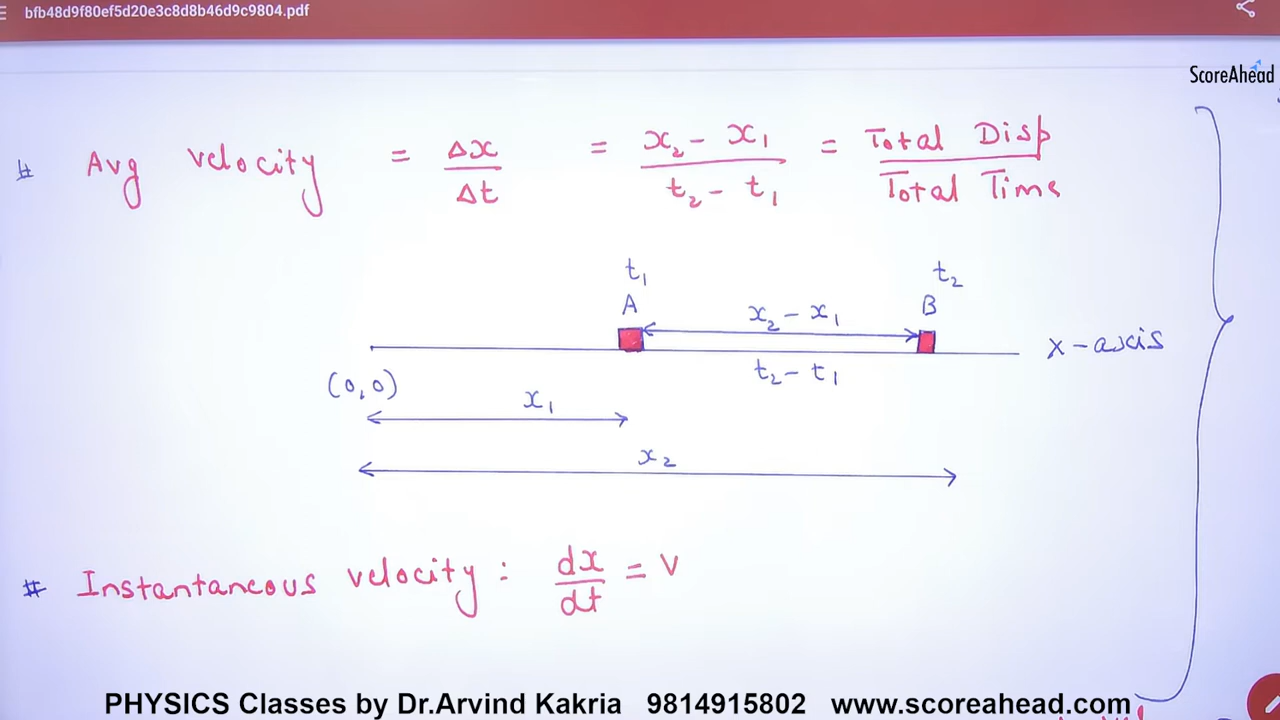 bfb48d9f80ef5d20e3c8d8b46d9c9804.pdf
ScoreAhead
# Avg velocity = Δx/Δt = x₂ - x₁/t₂ - t₁ = Total Disp/Total Time
t₁ t₂
A x₂ - x₁ B
x-axis
t₂ - t₁
(0,0)
x₁
x₂
# Instantaneous velocity : dx/dt = v
PHYSICS Classes by Dr.Arvind Kakria 9814915802 www.scoreahead.com